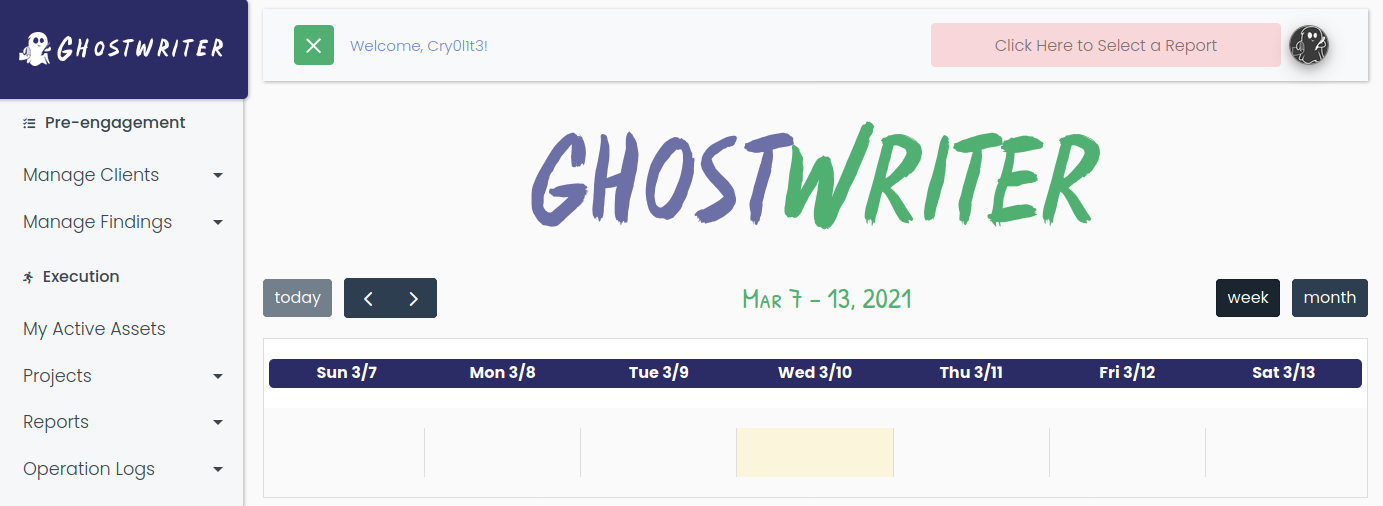 GHOSTWRITER
Pre-engagement
Manage Clients
Manage Findings
Execution
My Active Assets
Projects
Reports
Operation Logs
Welcome, Cry0l1t3!
Click Here to Select a Report
GHOSTWRITER
today
Mar 7 – 13, 2021
week
month
Sun 3/7 Mon 3/8 Tue 3/9 Wed 3/10 Thu 3/11 Fri 3/12 Sat 3/13